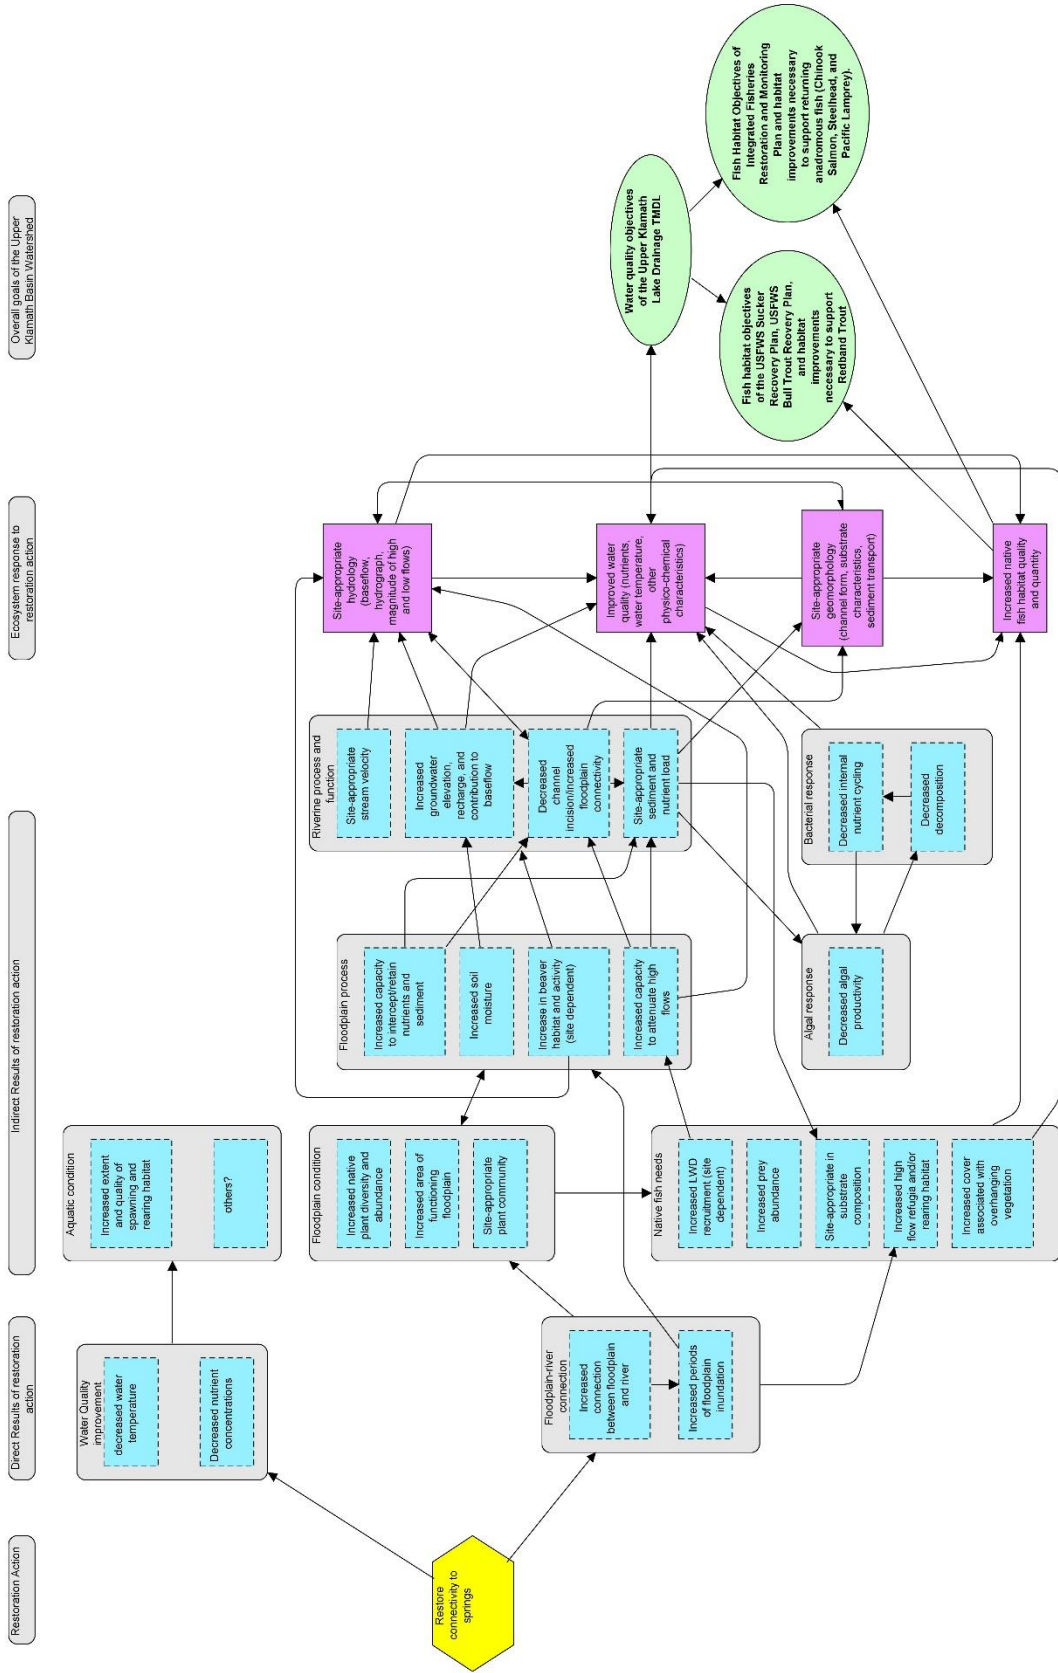 Restoration Action
Direct Results of restoration
action
Indirect Results of restoration action
Ecosystem response to
restoration action
Overall goals of the Upper
Klamath Basin Watershed
Restore
connectivity to
springs
Water Quality
improvement
decreased water
temperature
Decreased nutrient
concentrations
Floodplain-river
connection
Increased
connection
between floodplain
and river
Increased periods
of floodplain
inundation
Aquatic condition
Increased extent
and quality of
spawning and
rearing habitat
others?
Floodplain condition
Increased native
plant diversity and
abundance
Increased area of
functioning
floodplain
Site-appropriate
plant community
Native fish needs
Increased LWD
recruitment (site
dependent)
Increased prey
abundance
Site-appropriate in
substrate
composition
Increased high
flow refugia and/or
rearing habitat
Increased cover
associated with
overhanging
vegetation
Floodplain process
Increased capacity
to intercept/retain
nutrients and
sediment
Increased soil
moisture
Increase in beaver
habitat and activity
(site dependent)
Increased capacity
to attenuate high
flows
Algal response
Decreased algal
productivity
Riverine process and
function
Site-appropriate
stream velocity
Increased
groundwater
elevation,
recharge, and
contribution to
baseflow
Decreased
channel
incision/increased
floodplain
connectivity
Site-appropriate
sediment and
nutrient load
Bacterial response
Decreased internal
nutrient cycling
Decreased
decomposition
Site-appropriate
hydrology
(baseflow,
hydrograph,
magnitude of high
and low flows)
Improved water
quality (nutrients,
water temperature,
other
physico-chemical
characteristics)
Site-appropriate
geomorphology
(channel form, substrate
characteristics,
sediment transport)
Increased native
fish habitat quality
and quantity
Water quality objectives
of the Upper Klamath
Lake Drainage TMDL
Fish habitat objectives
of the USFWS Sucker
Recovery Plan, USFWS
Bull Trout Recovery Plan,
and habitat
improvements
necessary to support
Redband Trout
Fish Habitat Objectives of
Integrated Fisheries
Restoration and Monitoring
Plan and habitat
improvements necessary
to support returning
anadromous fish (Chinook
Salmon, Steelhead, and
Pacific Lamprey).